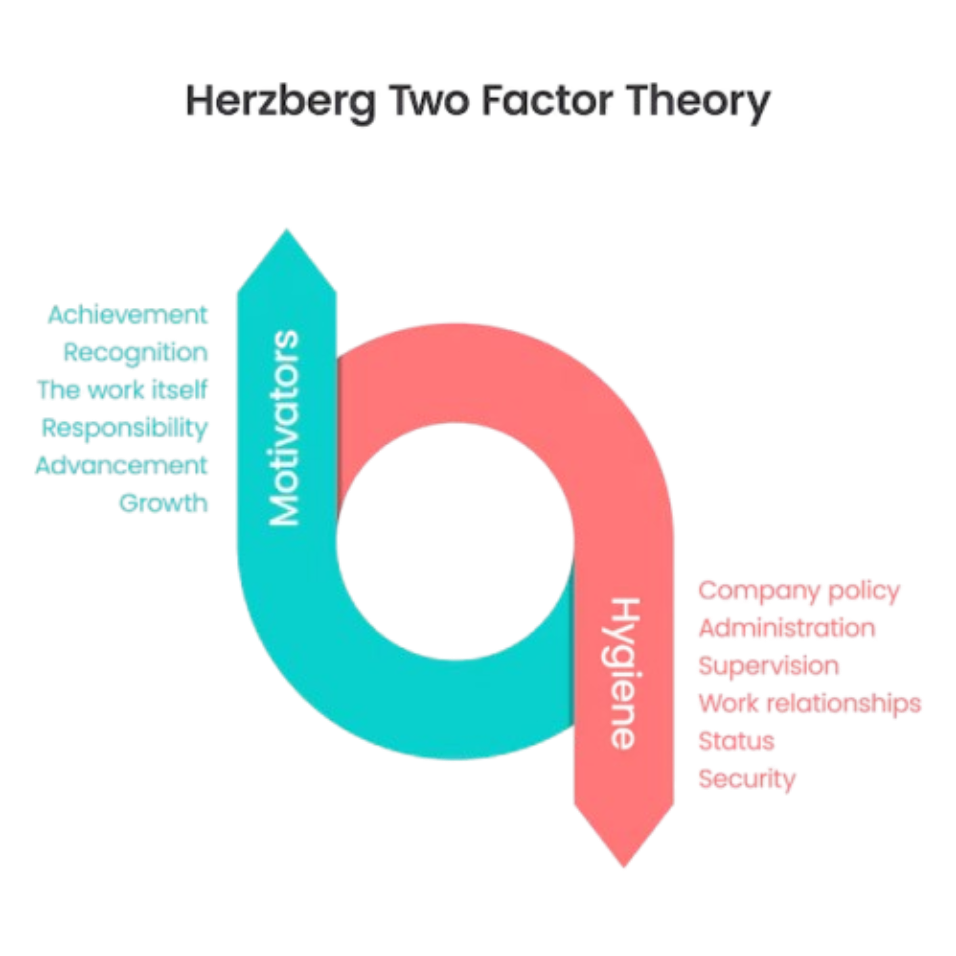 Herzberg Two Factor Theory
Achievement
Recognition
The work itself
Responsibility
Advancement
Growth
Motivators
Hygiene
Company policy
Administration
Supervision
Work relationships
Status
Security